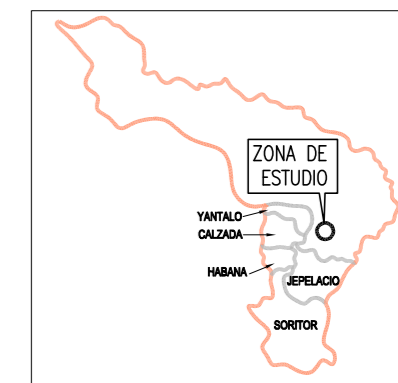 ZONA DE
ESTUDIO
YANTALO
CALZADA
HABANA
JEPELACIO
SORITOR